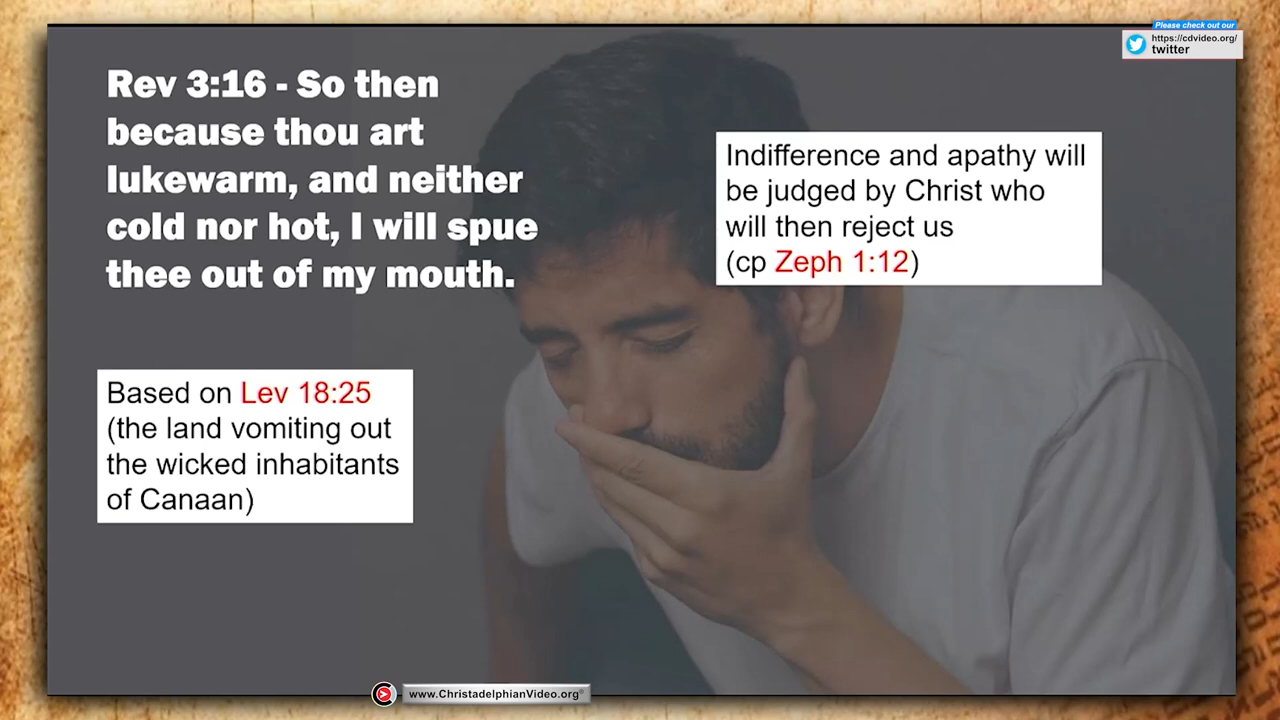 Please check out our
https://cdvideo.org/
twitter
Rev 3:16 - So then
because thou art
lukewarm, and neither
cold nor hot, I will spue
thee out of my mouth.
Indifference and apathy will
be judged by Christ who
will then reject us
(cp Zeph 1:12)
Based on Lev 18:25
(the land vomiting out
the wicked inhabitants
of Canaan)
www.ChristadelphianVideo.org